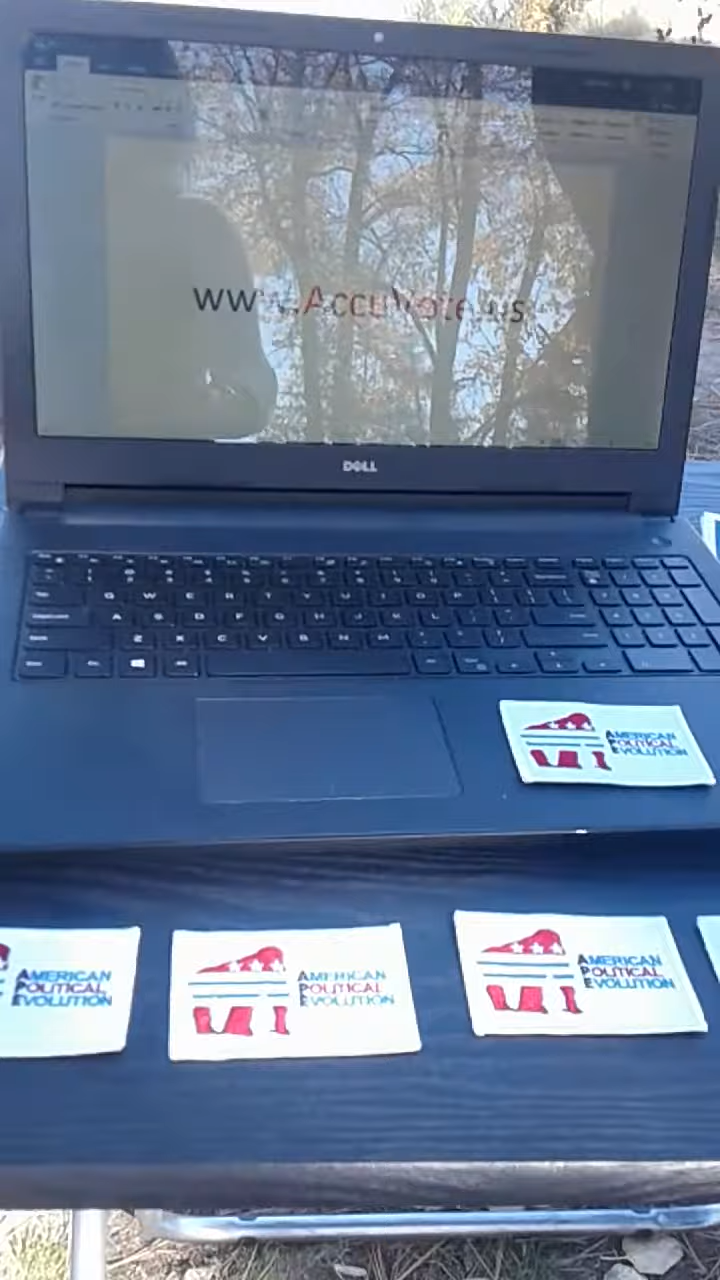 www.AccuVote.us
DELL
Q W E R T Y U I O P
A S D F G H J K L
Z X C V B N M
AMERICAN
POLITICAL
EVOLUTION
AMERICAN
POLITICAL
EVOLUTION
AMERICAN
POLITICAL
EVOLUTION
AMERICAN
POLITICAL
EVOLUTION